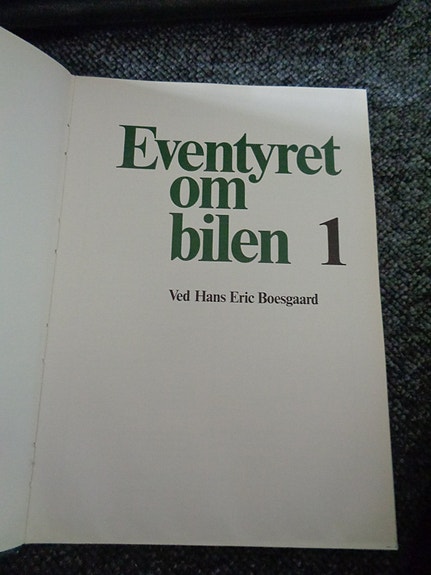 Eventyret
om
bilen 1
Ved Hans Eric Boesgaard